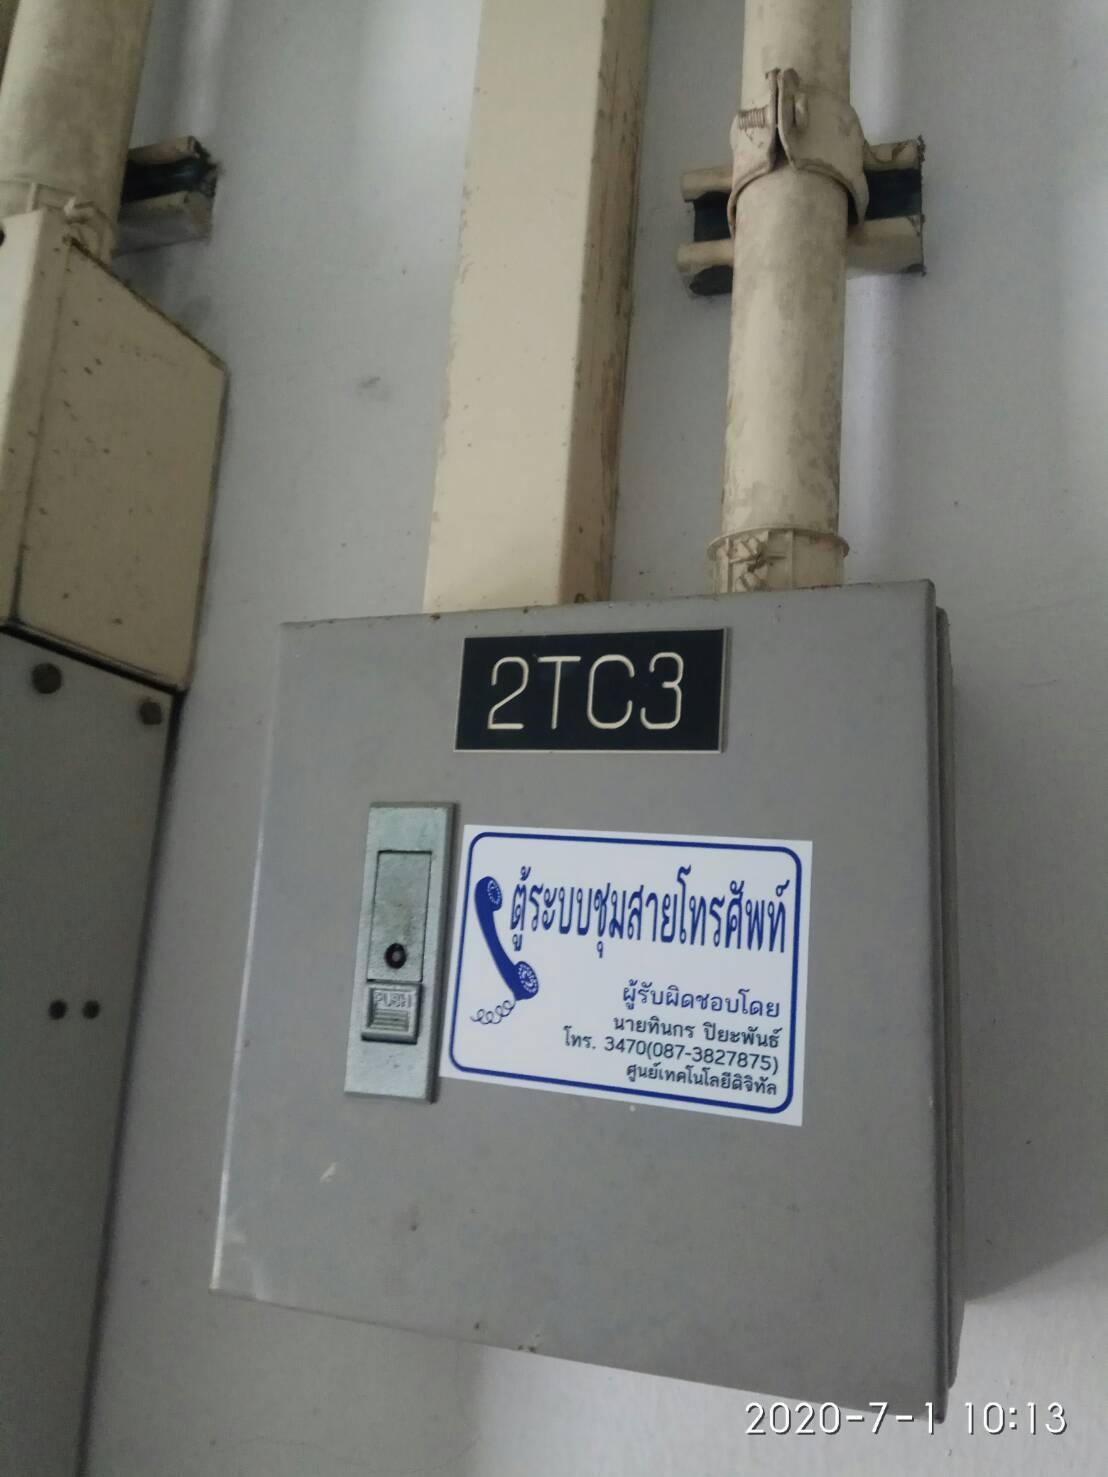 2TC3
PUSH
ตู้ระบบชุมสายโทรศัพท์
ผู้รับผิดชอบโดย
นายทินกร ปิยะพันธ์
โทร. 3470(087-3827875)
ศูนย์เทคโนโลยีดิจิทัล
2020-7-1 10:13